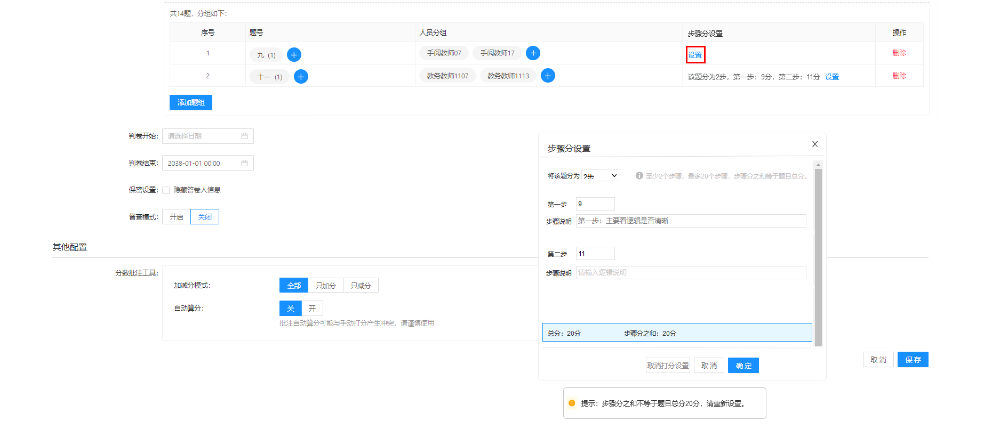 共14题，分组如下：
序号 题号 人员分组 步骤分设置 操作
1 九 (1) + 手阅教师07 手阅教师17 + 设置 删除
2 十一 (1) + 教务教师1107 教务教师1113 + 该题分为2步，第一步：9分，第二步：11分 设置 删除
添加题组
判卷开始： 请选择日期
判卷结束： 2038-01-01 00:00
保密设置： 隐藏答卷人信息
督查模式： 开启 关闭
其他配置
分数批注工具：
加减分模式： 全部 只加分 只减分
自动算分： 关 开
批注自动算分可能与手动打分产生冲突，请谨慎使用
步骤分设置 X
将该题分为 2步 至少2个步骤，最多20个步骤，步骤分之和等于题目总分。
第一步 9
步骤说明 第一步：主要看逻辑是否清晰
第二步 11
步骤说明 请输入逻辑说明
总分：20分 步骤分之和：20分
取消打分设置 取 消 确 定
取 消 保 存
提示：步骤分之和不等于题目总分20分，请重新设置。